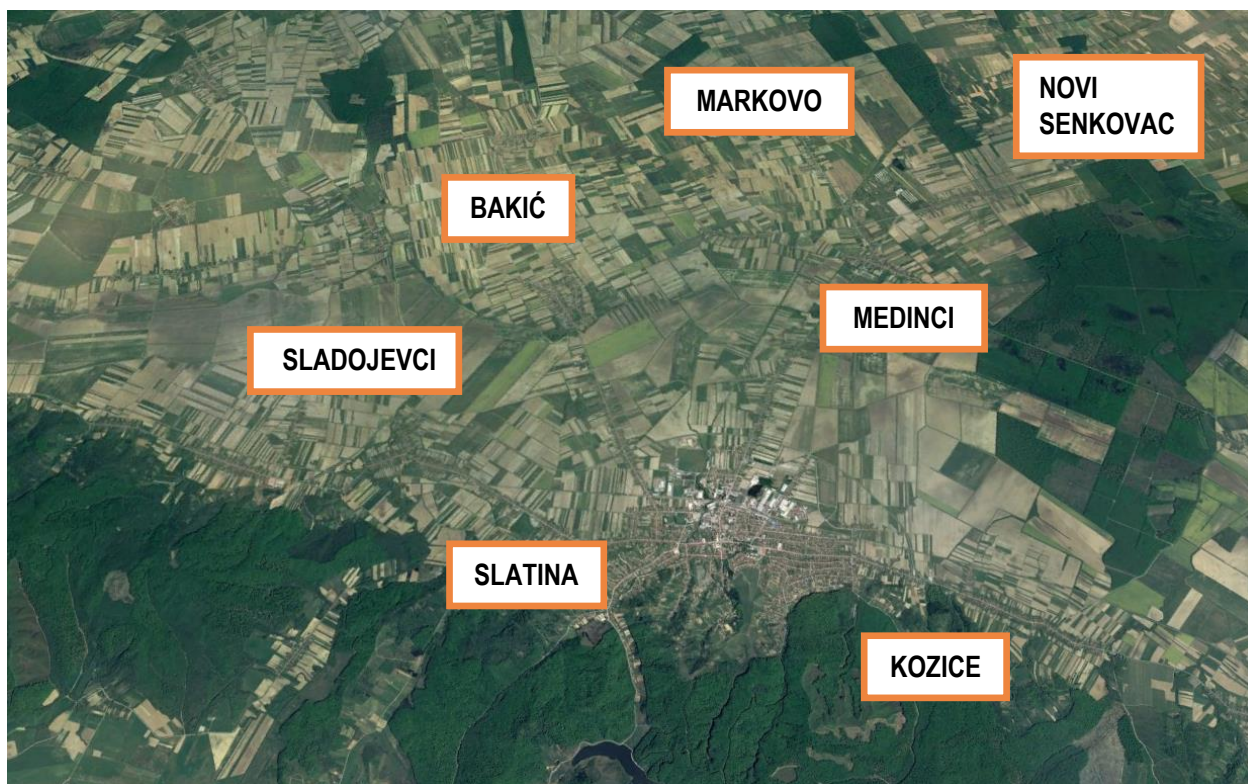 MARKOVO
NOVI
SENKOVAC
BAKIĆ
MEDINCI
SLADOJEVCI
SLATINA
KOZICE